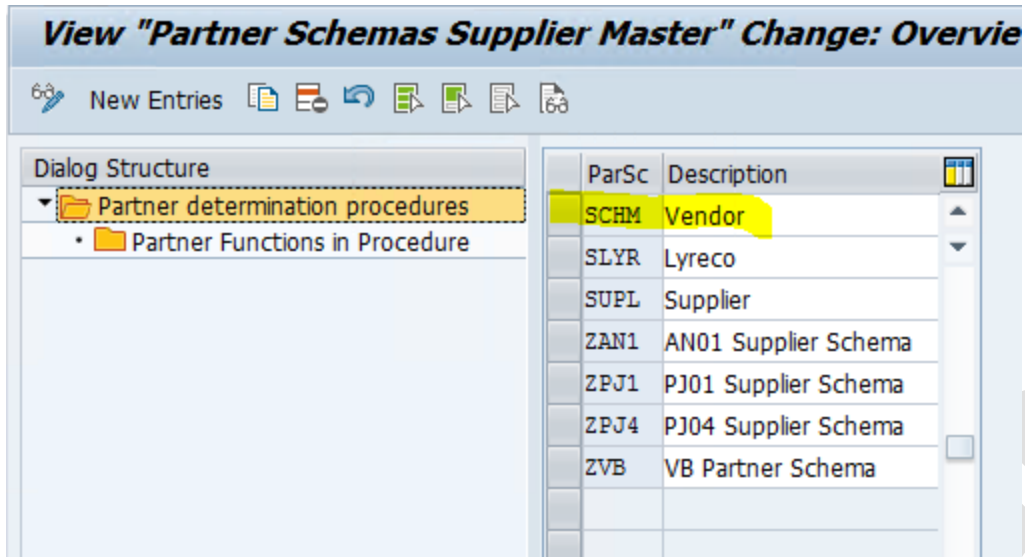 View "Partner Schemas Supplier Master" Change: Overvie
New Entries
Dialog Structure
Partner determination procedures
Partner Functions in Procedure
ParSc Description
SCHM Vendor
SLYR Lyreco
SUPL Supplier
ZAN1 AN01 Supplier Schema
ZPJ1 PJ01 Supplier Schema
ZPJ4 PJ04 Supplier Schema
ZVB VB Partner Schema